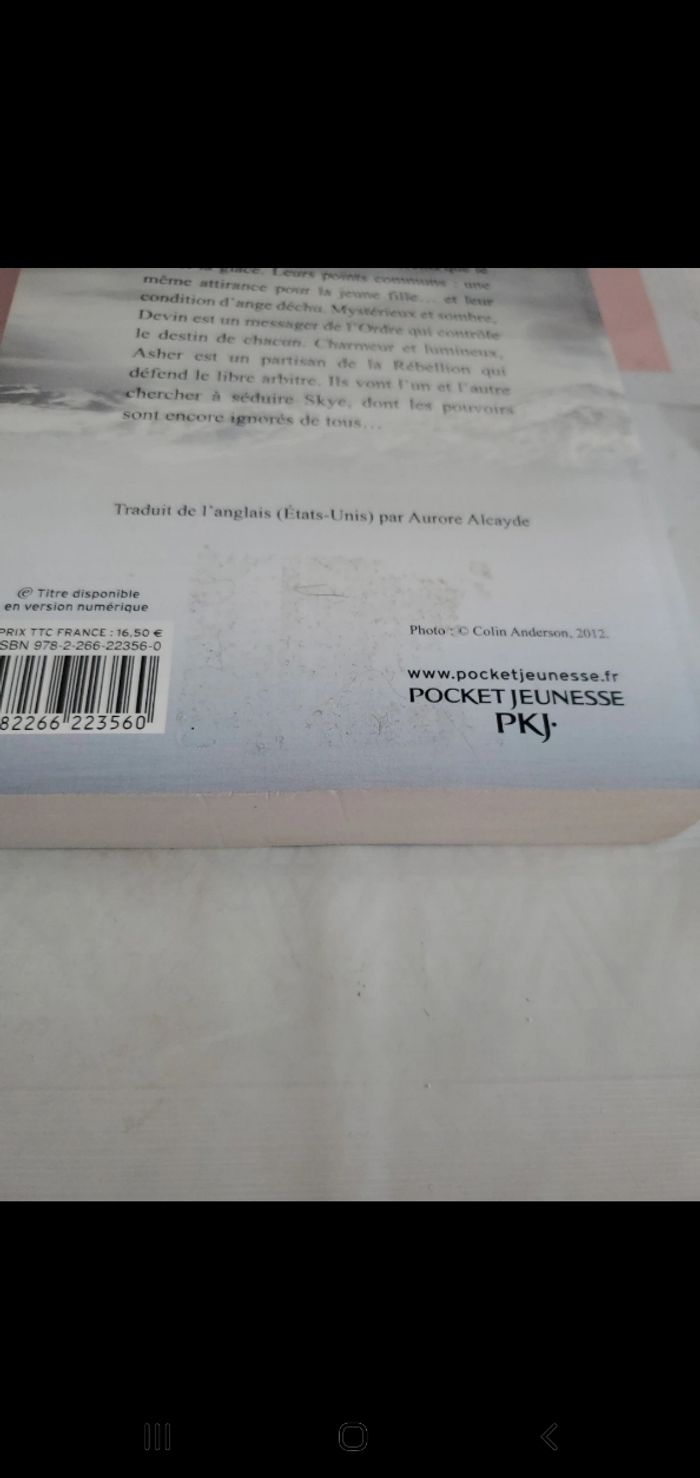 la glace. Leurs points communs : une
même attirance pour la jeune fille... et leur
condition d'ange déchu. Mystérieux et sombre,
Devin est un messager de l'Ordre qui contrôle
le destin de chacun. Charmeur et lumineux,
Asher est un partisan de la Rébellion qui
défend le libre arbitre. Ils vont l'un et l'autre
chercher à séduire Skye, dont les pouvoirs
sont encore ignorés de tous...
Traduit de l'anglais (États-Unis) par Aurore Alcayde
Titre disponible
en version numérique
PRIX TTC FRANCE : 16,50 €
ISBN 978-2-266-22356-0
82266 223560
Photo : © Colin Anderson, 2012.
www.pocketjeunesse.fr
POCKET JEUNESSE
PKJ·